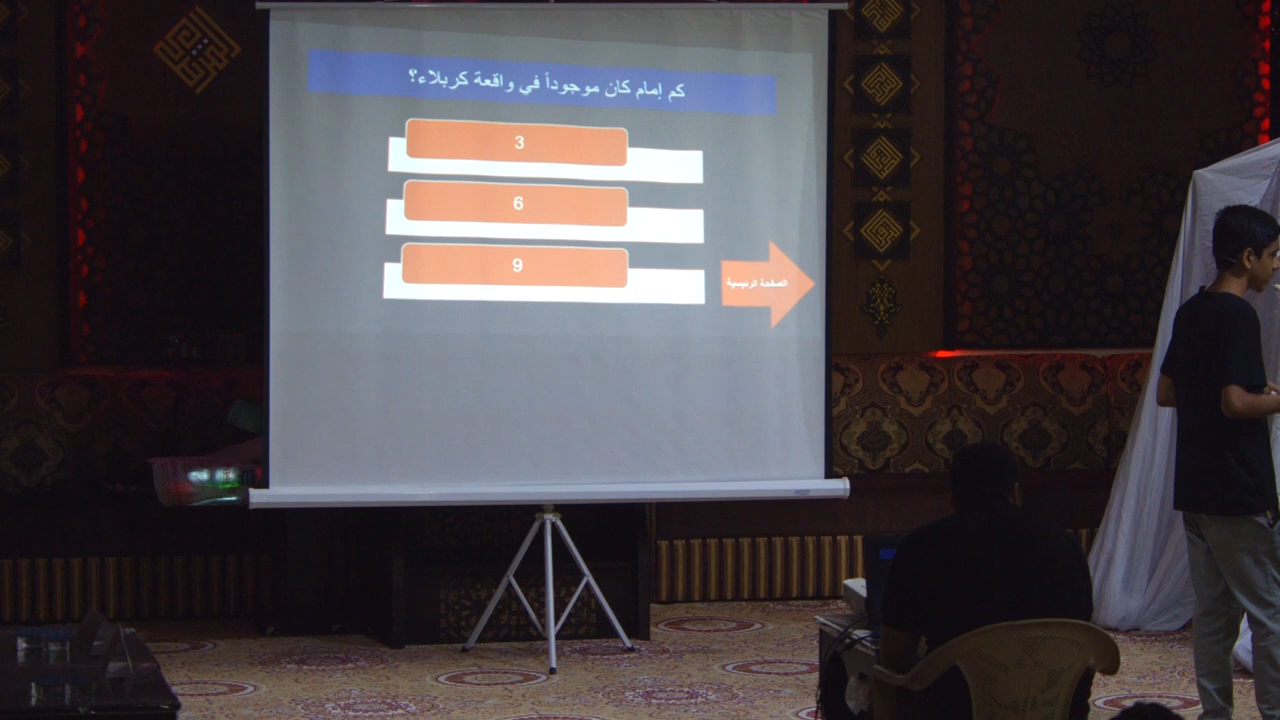 كم إمام كان موجوداً في واقعة كربلاء؟
3
6
9
الصفحة الرئيسية